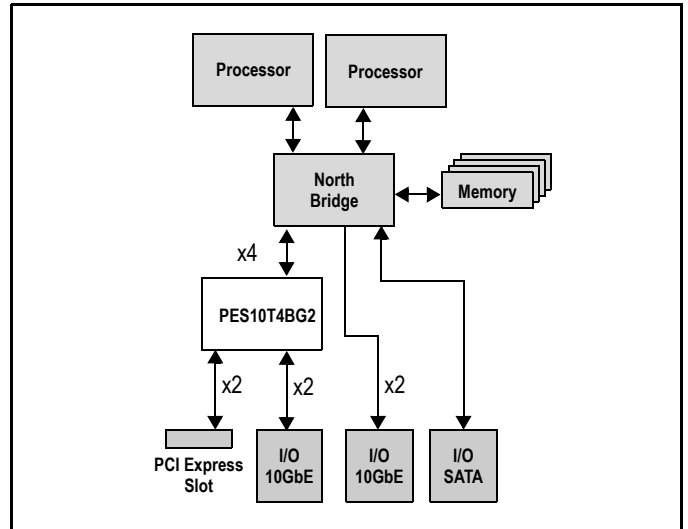 Processor
Processor
North
Bridge
Memory
x4
PES10T4BG2
x2
x2
x2
PCI Express
Slot
I/O
10GbE
I/O
10GbE
I/O
SATA